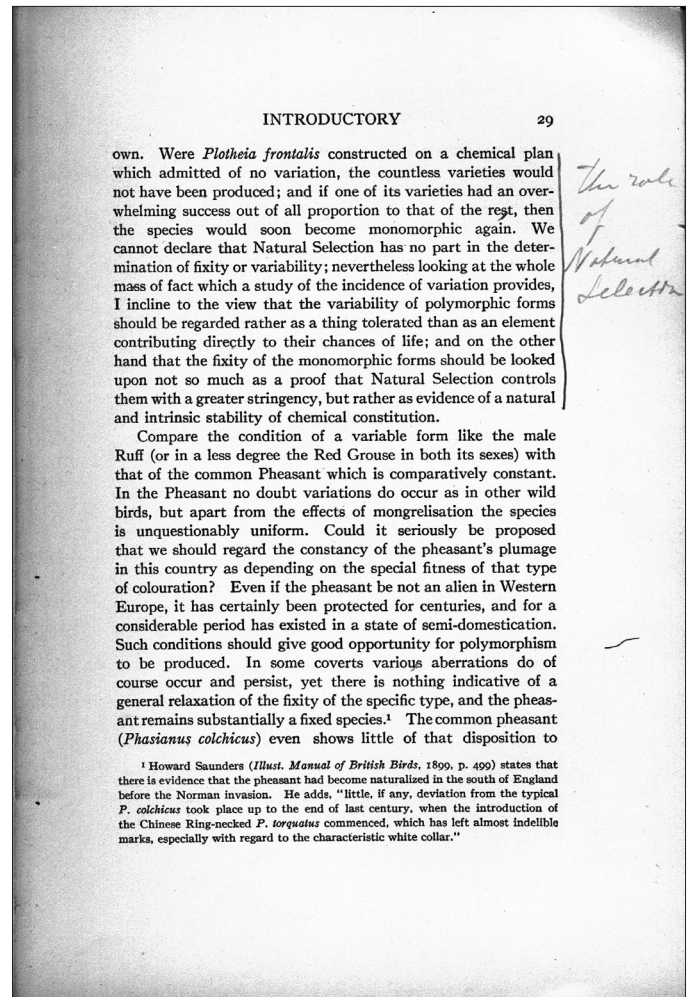 INTRODUCTORY 29
own. Were Plotheia frontalis constructed on a chemical plan
which admitted of no variation, the countless varieties would
not have been produced; and if one of its varieties had an over-
whelming success out of all proportion to that of the rest, then
the species would soon become monomorphic again. We
cannot declare that Natural Selection has no part in the deter-
mination of fixity or variability; nevertheless looking at the whole
mass of fact which a study of the incidence of variation provides,
I incline to the view that the variability of polymorphic forms
should be regarded rather as a thing tolerated than as an element
contributing directly to their chances of life; and on the other
hand that the fixity of the monomorphic forms should be looked
upon not so much as a proof that Natural Selection controls
them with a greater stringency, but rather as evidence of a natural
and intrinsic stability of chemical constitution.
The role
of
Natural
Selection
Compare the condition of a variable form like the male
Ruff (or in a less degree the Red Grouse in both its sexes) with
that of the common Pheasant which is comparatively constant.
In the Pheasant no doubt variations do occur as in other wild
birds, but apart from the effects of mongrelisation the species
is unquestionably uniform. Could it seriously be proposed
that we should regard the constancy of the pheasant's plumage
in this country as depending on the special fitness of that type
of colouration? Even if the pheasant be not an alien in Western
Europe, it has certainly been protected for centuries, and for a
considerable period has existed in a state of semi-domestication.
Such conditions should give good opportunity for polymorphism
to be produced. In some coverts various aberrations do of
course occur and persist, yet there is nothing indicative of a
general relaxation of the fixity of the specific type, and the pheas-
ant remains substantially a fixed species.¹ The common pheasant
(Phasianus colchicus) even shows little of that disposition to
¹ Howard Saunders (Illust. Manual of British Birds, 1899, p. 499) states that
there is evidence that the pheasant had become naturalized in the south of England
before the Norman invasion. He adds, "little, if any, deviation from the typical
P. colchicus took place up to the end of last century, when the introduction of
the Chinese Ring-necked P. torquatus commenced, which has left almost indelible
marks, especially with regard to the characteristic white collar."